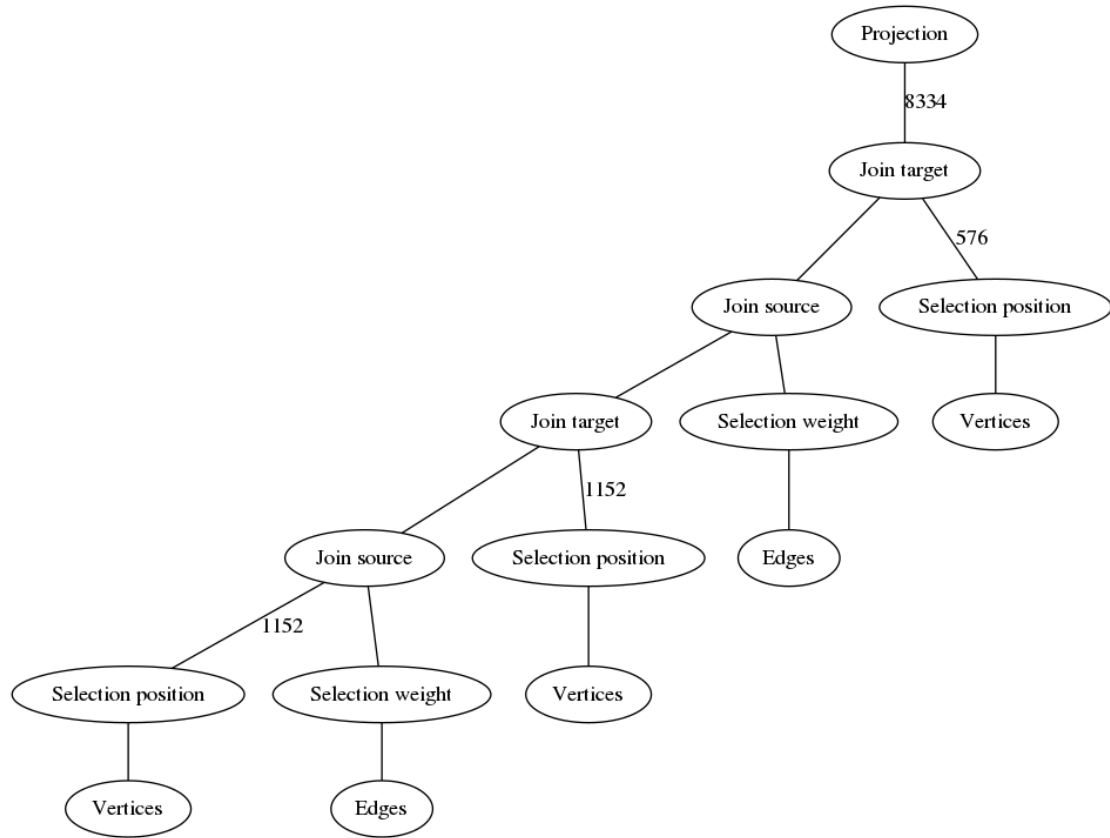 Projection
8334
Join target
576
Join source
Selection position
Join target
Selection weight
Vertices
1152
Join source
Selection position
Edges
1152
Selection position
Selection weight
Vertices
Vertices
Edges